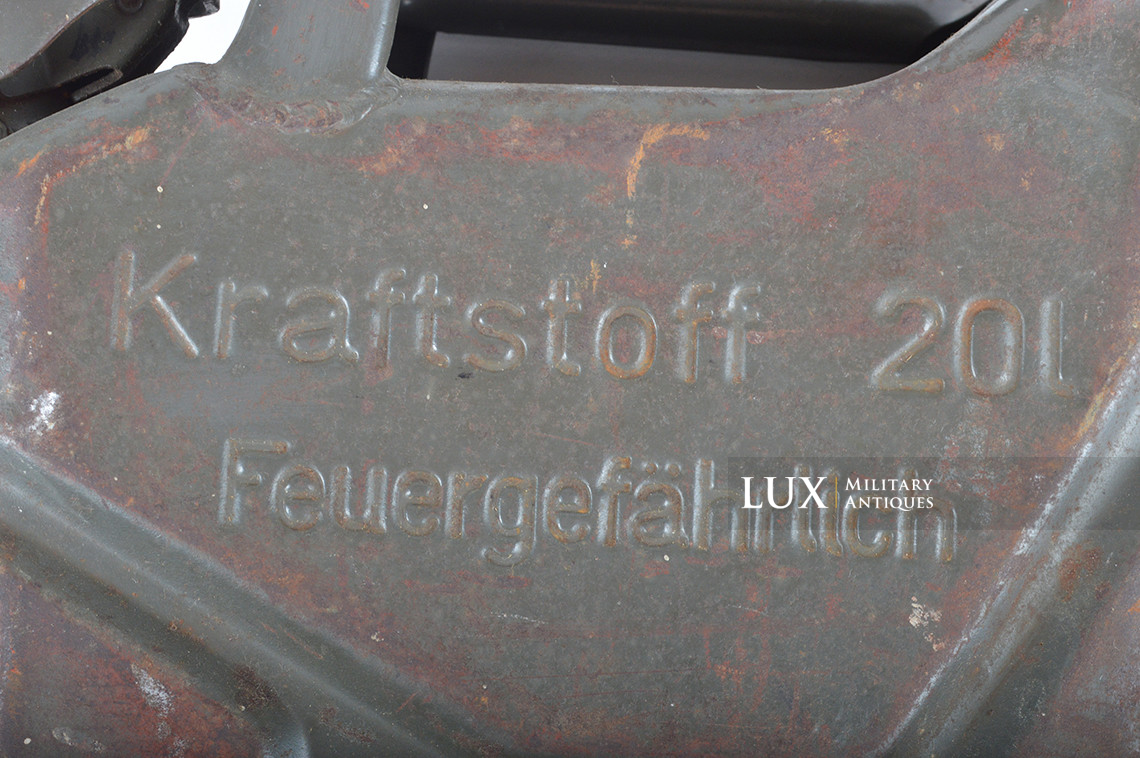 Kraftstoff 20l
Feuergefährlich
LUX MILITARY
ANTIQUES